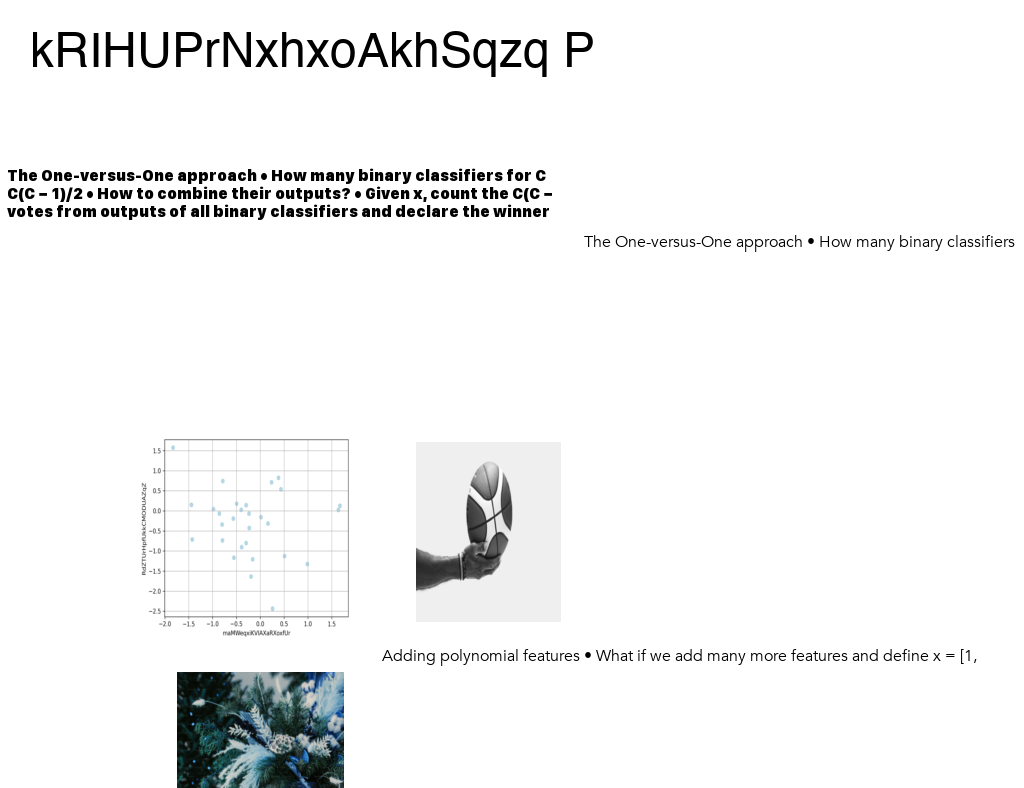 kRIHUPrNxhxoAkhSqzq P
The One-versus-One approach • How many binary classifiers for C
C(C − 1)/2 • How to combine their outputs? • Given x, count the C(C −
votes from outputs of all binary classifiers and declare the winner
The One-versus-One approach • How many binary classifiers
1.5
1.0
0.5
0.0
−0.5
−1.0
−1.5
−2.0
−2.5
−2.0 −1.5 −1.0 −0.5 0.0 0.5 1.0 1.5
Adding polynomial features • What if we add many more features and define x = [1,